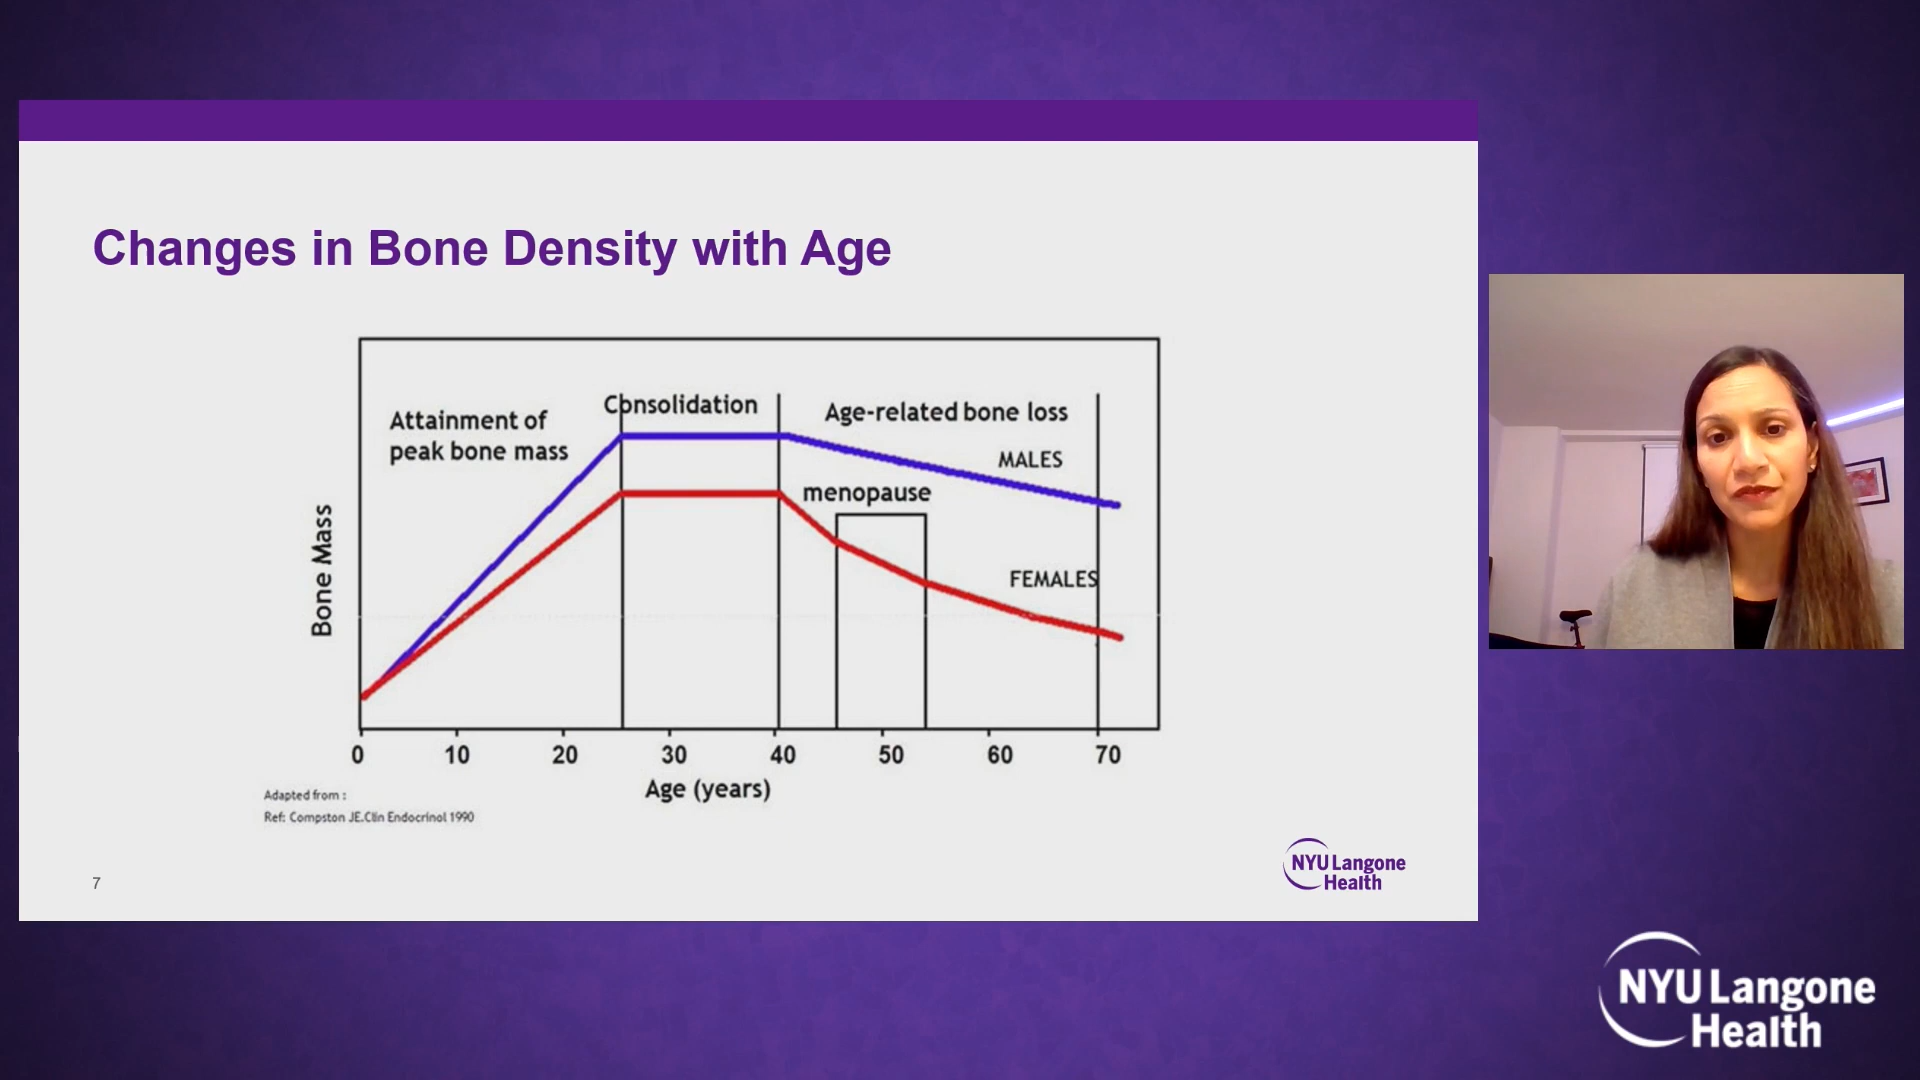 Changes in Bone Density with Age
Attainment of
peak bone mass
Consolidation
Age-related bone loss
MALES
menopause
FEMALES
Bone Mass
0 10 20 30 40 50 60 70
Age (years)
Adapted from :
Ref: Compston JE.Clin Endocrinol 1990
7
NYU Langone
Health
NYU Langone
Health